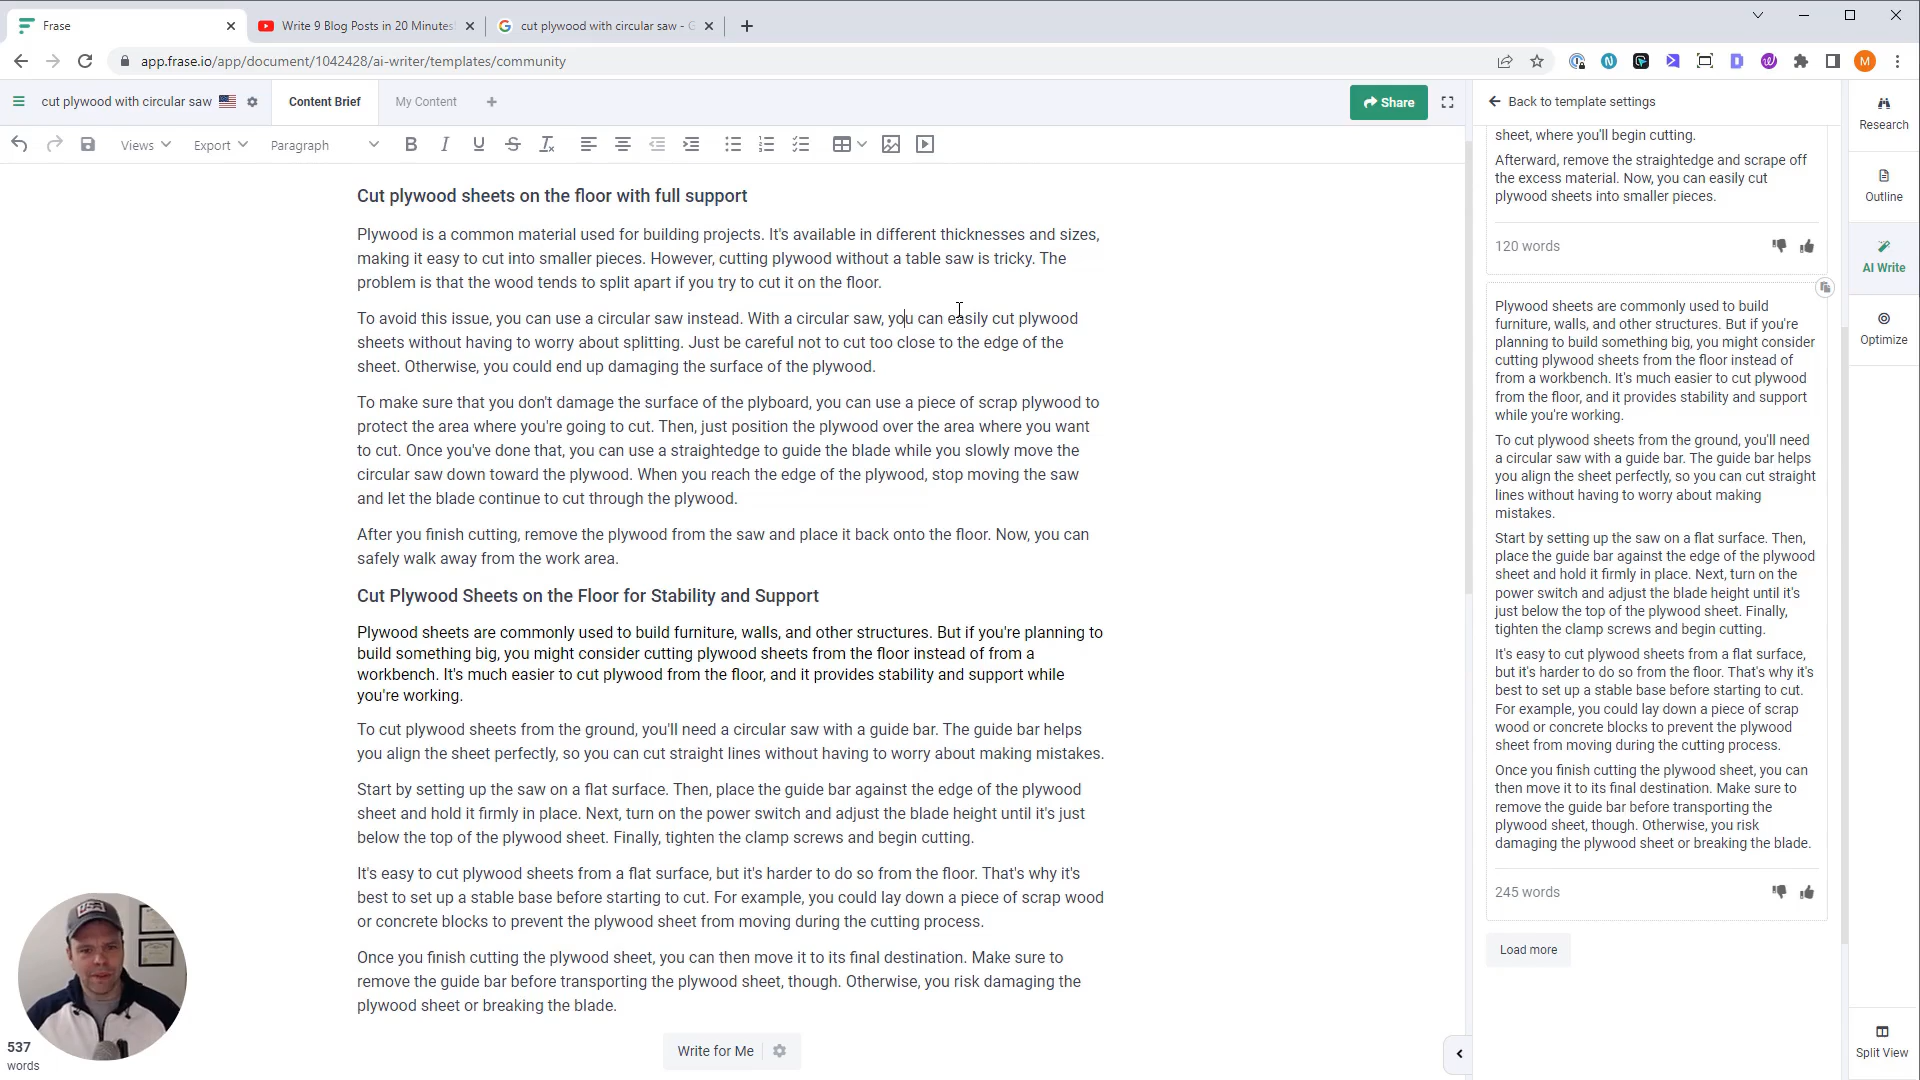 Frase
Write 9 Blog Posts in 20 Minutes
cut plywood with circular saw - G
app.frase.io/app/document/1042428/ai-writer/templates/community
M
cut plywood with circular saw
Content Brief
My Content
Share
Back to template settings
Research
Views
Export
Paragraph
B
I
U
S
Cut plywood sheets on the floor with full support
Plywood is a common material used for building projects. It's available in different thicknesses and sizes,
making it easy to cut into smaller pieces. However, cutting plywood without a table saw is tricky. The
problem is that the wood tends to split apart if you try to cut it on the floor.
To avoid this issue, you can use a circular saw instead. With a circular saw, you can easily cut plywood
sheets without having to worry about splitting. Just be careful not to cut too close to the edge of the
sheet. Otherwise, you could end up damaging the surface of the plywood.
To make sure that you don't damage the surface of the plyboard, you can use a piece of scrap plywood to
protect the area where you're going to cut. Then, just position the plywood over the area where you want
to cut. Once you've done that, you can use a straightedge to guide the blade while you slowly move the
circular saw down toward the plywood. When you reach the edge of the plywood, stop moving the saw
and let the blade continue to cut through the plywood.
After you finish cutting, remove the plywood from the saw and place it back onto the floor. Now, you can
safely walk away from the work area.
Cut Plywood Sheets on the Floor for Stability and Support
Plywood sheets are commonly used to build furniture, walls, and other structures. But if you're planning to
build something big, you might consider cutting plywood sheets from the floor instead of from a
workbench. It's much easier to cut plywood from the floor, and it provides stability and support while
you're working.
To cut plywood sheets from the ground, you'll need a circular saw with a guide bar. The guide bar helps
you align the sheet perfectly, so you can cut straight lines without having to worry about making mistakes.
Start by setting up the saw on a flat surface. Then, place the guide bar against the edge of the plywood
sheet and hold it firmly in place. Next, turn on the power switch and adjust the blade height until it's just
below the top of the plywood sheet. Finally, tighten the clamp screws and begin cutting.
It's easy to cut plywood sheets from a flat surface, but it's harder to do so from the floor. That's why it's
best to set up a stable base before starting to cut. For example, you could lay down a piece of scrap wood
or concrete blocks to prevent the plywood sheet from moving during the cutting process.
Once you finish cutting the plywood sheet, you can then move it to its final destination. Make sure to
remove the guide bar before transporting the plywood sheet, though. Otherwise, you risk damaging the
plywood sheet or breaking the blade.
Write for Me
537
words
sheet, where you'll begin cutting.
Afterward, remove the straightedge and scrape off
the excess material. Now, you can easily cut
plywood sheets into smaller pieces.
120 words
Plywood sheets are commonly used to build
furniture, walls, and other structures. But if you're
planning to build something big, you might consider
cutting plywood sheets from the floor instead of
from a workbench. It's much easier to cut plywood
from the floor, and it provides stability and support
while you're working.
To cut plywood sheets from the ground, you'll need
a circular saw with a guide bar. The guide bar helps
you align the sheet perfectly, so you can cut straight
lines without having to worry about making
mistakes.
Start by setting up the saw on a flat surface. Then,
place the guide bar against the edge of the plywood
sheet and hold it firmly in place. Next, turn on the
power switch and adjust the blade height until it's
just below the top of the plywood sheet. Finally,
tighten the clamp screws and begin cutting.
It's easy to cut plywood sheets from a flat surface,
but it's harder to do so from the floor. That's why it's
best to set up a stable base before starting to cut.
For example, you could lay down a piece of scrap
wood or concrete blocks to prevent the plywood
sheet from moving during the cutting process.
Once you finish cutting the plywood sheet, you can
then move it to its final destination. Make sure to
remove the guide bar before transporting the
plywood sheet, though. Otherwise, you risk
damaging the plywood sheet or breaking the blade.
245 words
Load more
Outline
AI Write
Optimize
Split View